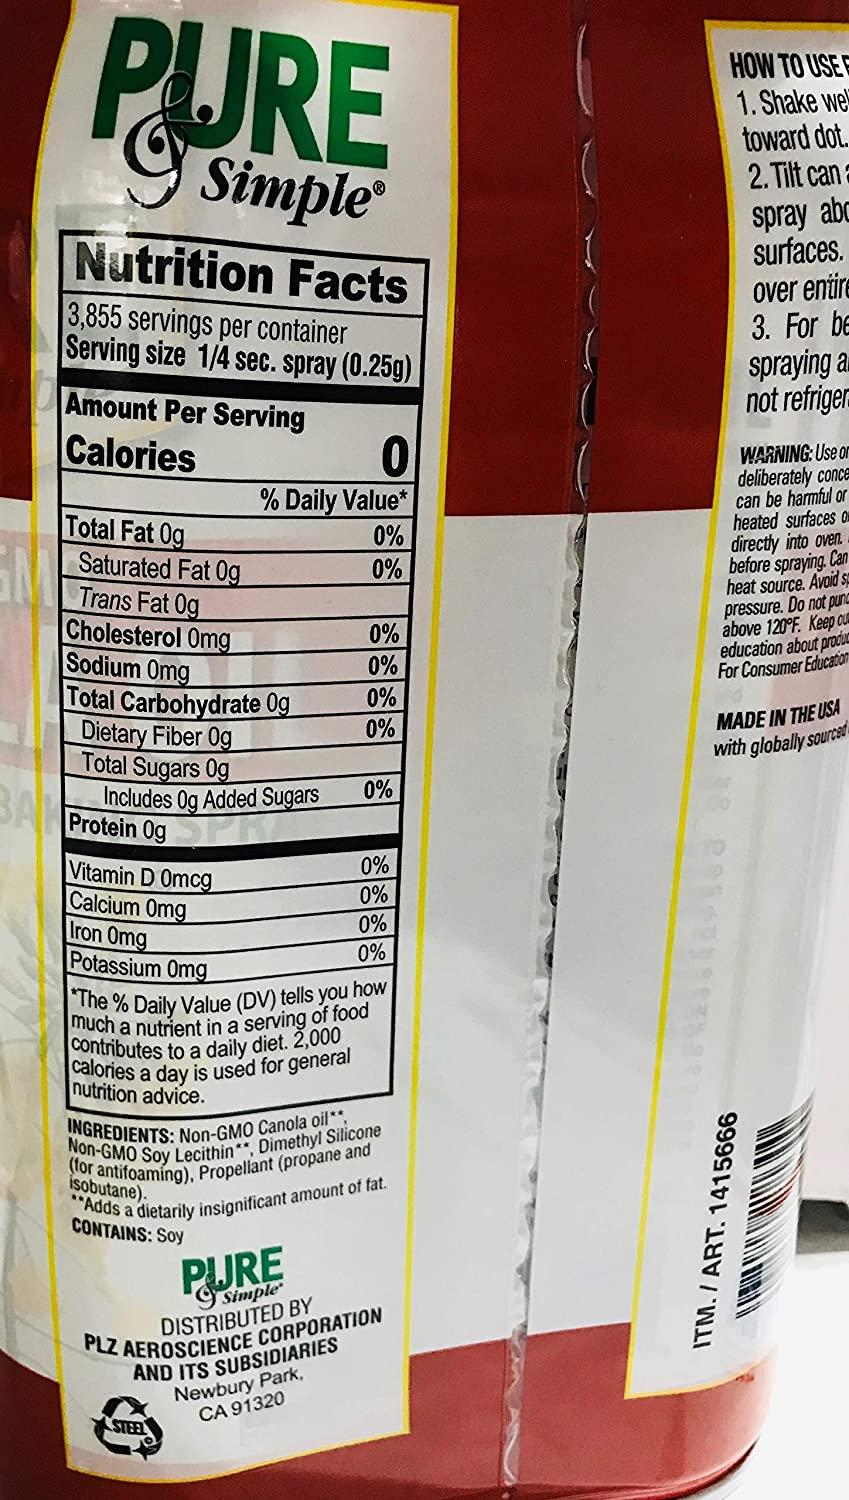 PURE
& Simple®
Nutrition Facts
3,855 servings per container
Serving size 1/4 sec. spray (0.25g)
Amount Per Serving
Calories 0
% Daily Value*
Total Fat 0g 0%
Saturated Fat 0g 0%
Trans Fat 0g
Cholesterol 0mg 0%
Sodium 0mg 0%
Total Carbohydrate 0g 0%
Dietary Fiber 0g 0%
Total Sugars 0g
Includes 0g Added Sugars 0%
Protein 0g
Vitamin D 0mcg 0%
Calcium 0mg 0%
Iron 0mg 0%
Potassium 0mg 0%
*The % Daily Value (DV) tells you how
much a nutrient in a serving of food
contributes to a daily diet. 2,000
calories a day is used for general
nutrition advice.
INGREDIENTS: Non-GMO Canola oil**,
Non-GMO Soy Lecithin**, Dimethyl Silicone
(for antifoaming), Propellant (propane and
isobutane).
**Adds a dietarily insignificant amount of fat.
CONTAINS: Soy
PURE
& Simple®
DISTRIBUTED BY
PLZ AEROSCIENCE CORPORATION
AND ITS SUBSIDIARIES
Newbury Park,
CA 91320
STEEL
HOW TO USE
1. Shake
toward dot.
2. Tilt can
spray
surfaces.
over
3. For
spraying
not
WARNING: Use
deliberately
can be harmful or
heated surfaces
directly into oven.
before spraying. Can
heat source. Avoid
pressure. Do not
above 120°F. Keep
education about
For Consumer Education
MADE IN THE USA
with globally sourced
ITM. / ART. 1415666